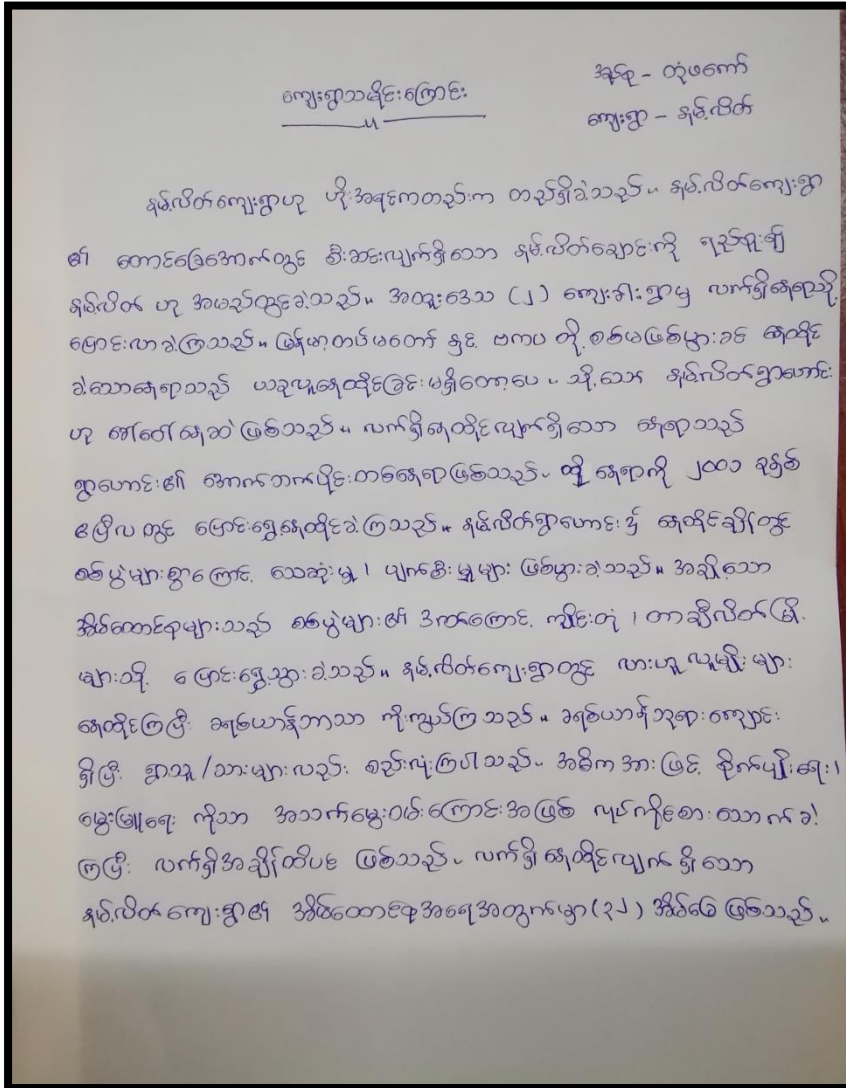 အုပ်စု - တုံဖကော်
ကျေးရွာသမိုင်းကြောင်း
ကျေးရွာ - နမ့်လိတ်
နမ့်လိတ်ကျေးရွာဟု ဟိုးအရင်ကတည်းက တည်ရှိခဲ့သည်။ နမ့်လိတ်ကျေးရွာ
၏ တောင်ခြေအောက်တွင် စီးဆင်းလျက်ရှိသော နမ့်လိတ်ချောင်းကို ရည်စူး၍
နမ့်လိတ် ဟု အမည်တွင်ခဲ့သည်။ အထူးဒေသ (၂) ကျေးခါးရွာမှ လက်ရှိနေရာသို့
ပြောင်းလာခဲ့ကြသည်။ မြန်မာ့တပ်မတော် နှင့် ဗကပ တို့ စစ်မဖြစ်ပွားခင် နေထိုင်
ခဲ့သောနေရာသည် ယခုလူနေထိုင်ခြင်းမရှိတော့ပေ။ သို့သော် နမ့်လိတ်ရွာဟောင်း
ဟု ခေါ်ဝေါ်နေဆဲ ဖြစ်သည်။ လက်ရှိနေထိုင်လျက်ရှိသော နေရာသည်
ရွာဟောင်း၏ အောက်ဘက်ပိုင်းတစ်နေရာဖြစ်သည်။ ထို နေရာကို ၂၀၀၁ ခုနှစ်
ဧပြီလ တွင် ပြောင်းရွှေ့နေထိုင်ခဲ့ကြသည်။ နမ့်လိတ်ရွာဟောင်း ၌ နေထိုင်ချိန်တွင်
စစ်ပွဲများစွာကြောင့် သေဆုံးမှု၊ ပျက်စီးမှုများ ဖြစ်ပွားခဲ့သည်။ အချို့သော
အိမ်ထောင်စုများသည် စစ်ပွဲများ၏ ဒဏ်ကြောင့် ကျိုင်းတုံ၊ တာချီလိတ်မြို့
များသို့ ပြောင်းရွှေ့သွားခဲ့သည်။ နမ့်လိတ်ကျေးရွာတွင် လားဟူလူမျိုးများ
နေထိုင်ကြပြီး ခရစ်ယာန်ဘာသာ ကိုးကွယ်ကြသည်။ ခရစ်ယာန်ဘုရားကျောင်း
ရှိပြီး ရွာသူ/သားများလည်း စည်းလုံးကြပါသည်။ အဓိကအားဖြင့် စိုက်ပျိုးရေး၊
မွေးမြူရေး ကိုသာ အသက်မွေးဝမ်းကြောင်းအဖြစ် လုပ်ကိုင်စားသောက်ခဲ့
ကြပြီး လက်ရှိအချိန်ထိပင် ဖြစ်သည်။ လက်ရှိနေထိုင်လျက် ရှိသော
နမ့်လိတ်ကျေးရွာ၏ အိမ်ထောင်စုအရေအတွက်မှာ (၃၂) အိမ်ခြေ ဖြစ်သည်။